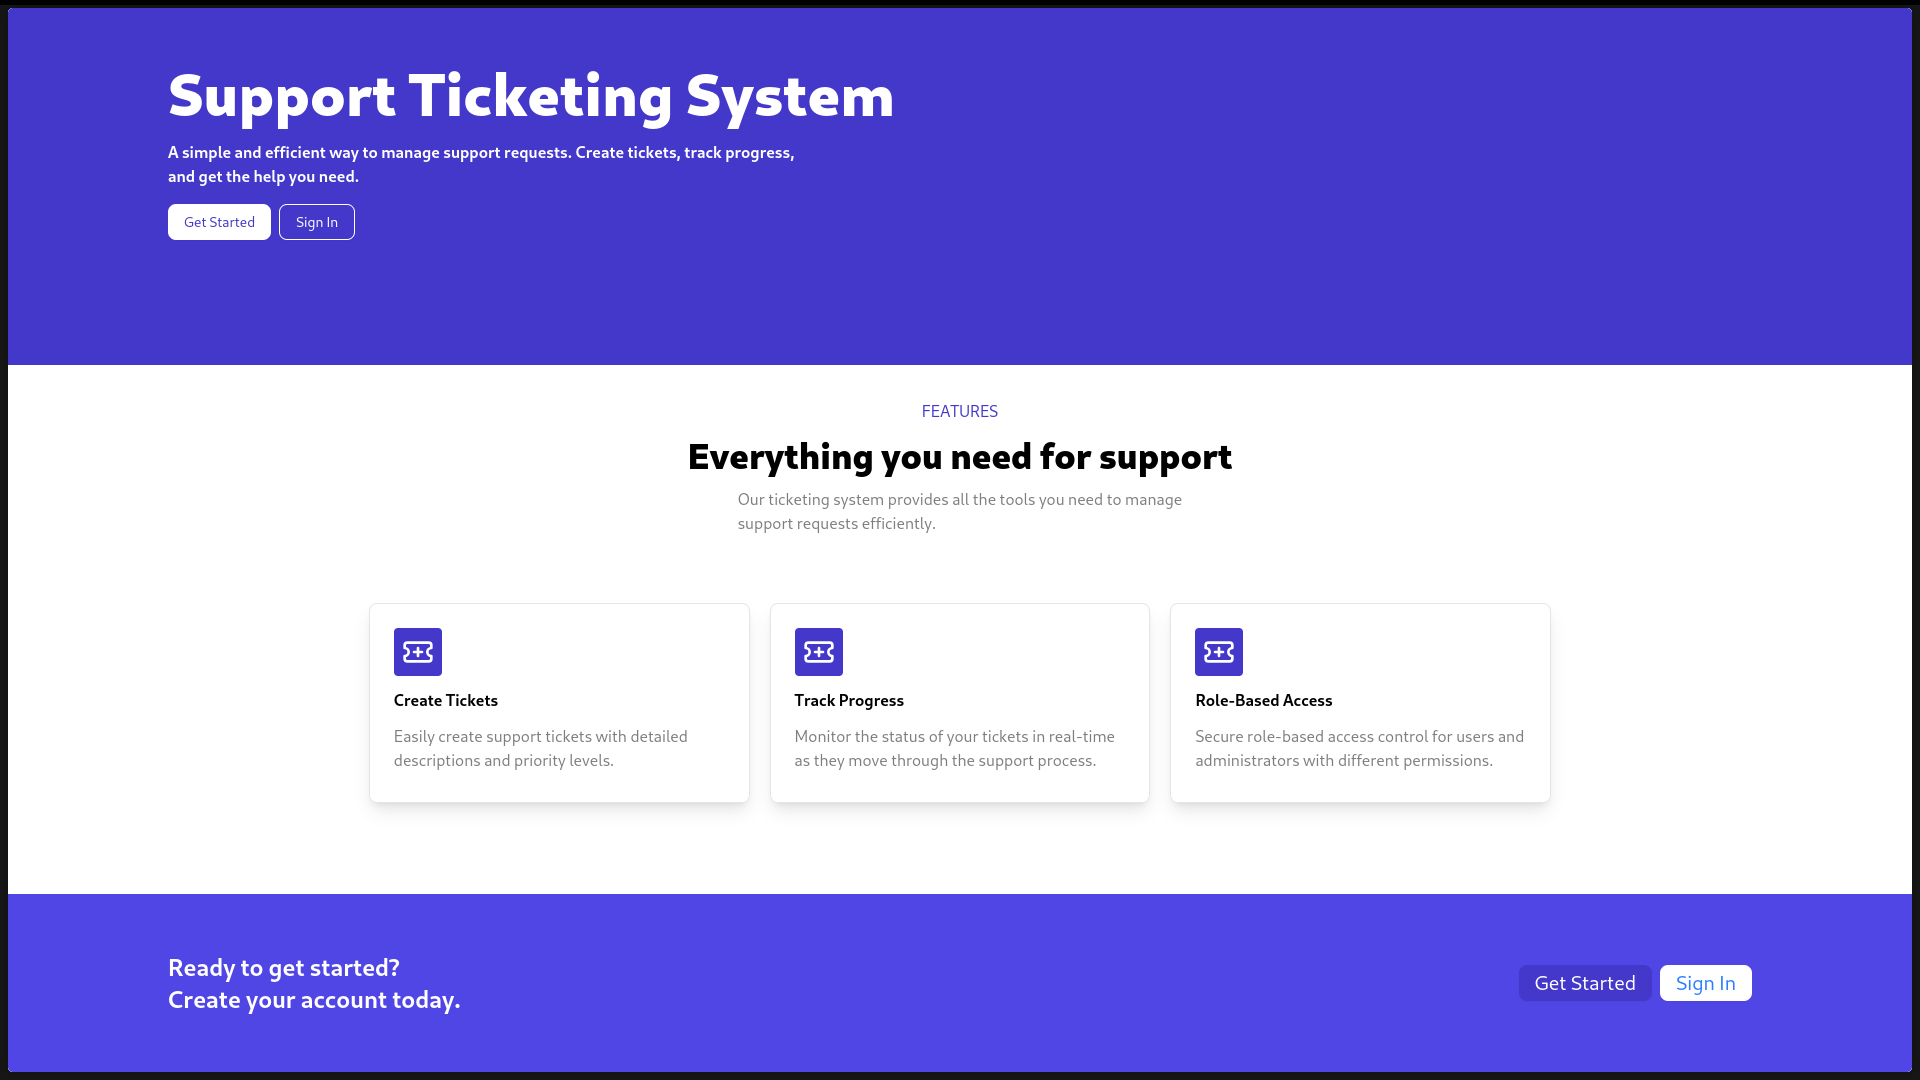 Support Ticketing System
A simple and efficient way to manage support requests. Create tickets, track progress,
and get the help you need.
Get Started
Sign In
FEATURES
Everything you need for support
Our ticketing system provides all the tools you need to manage
support requests efficiently.
Create Tickets
Easily create support tickets with detailed
descriptions and priority levels.
Track Progress
Monitor the status of your tickets in real-time
as they move through the support process.
Role-Based Access
Secure role-based access control for users and
administrators with different permissions.
Ready to get started?
Create your account today.
Get Started
Sign In